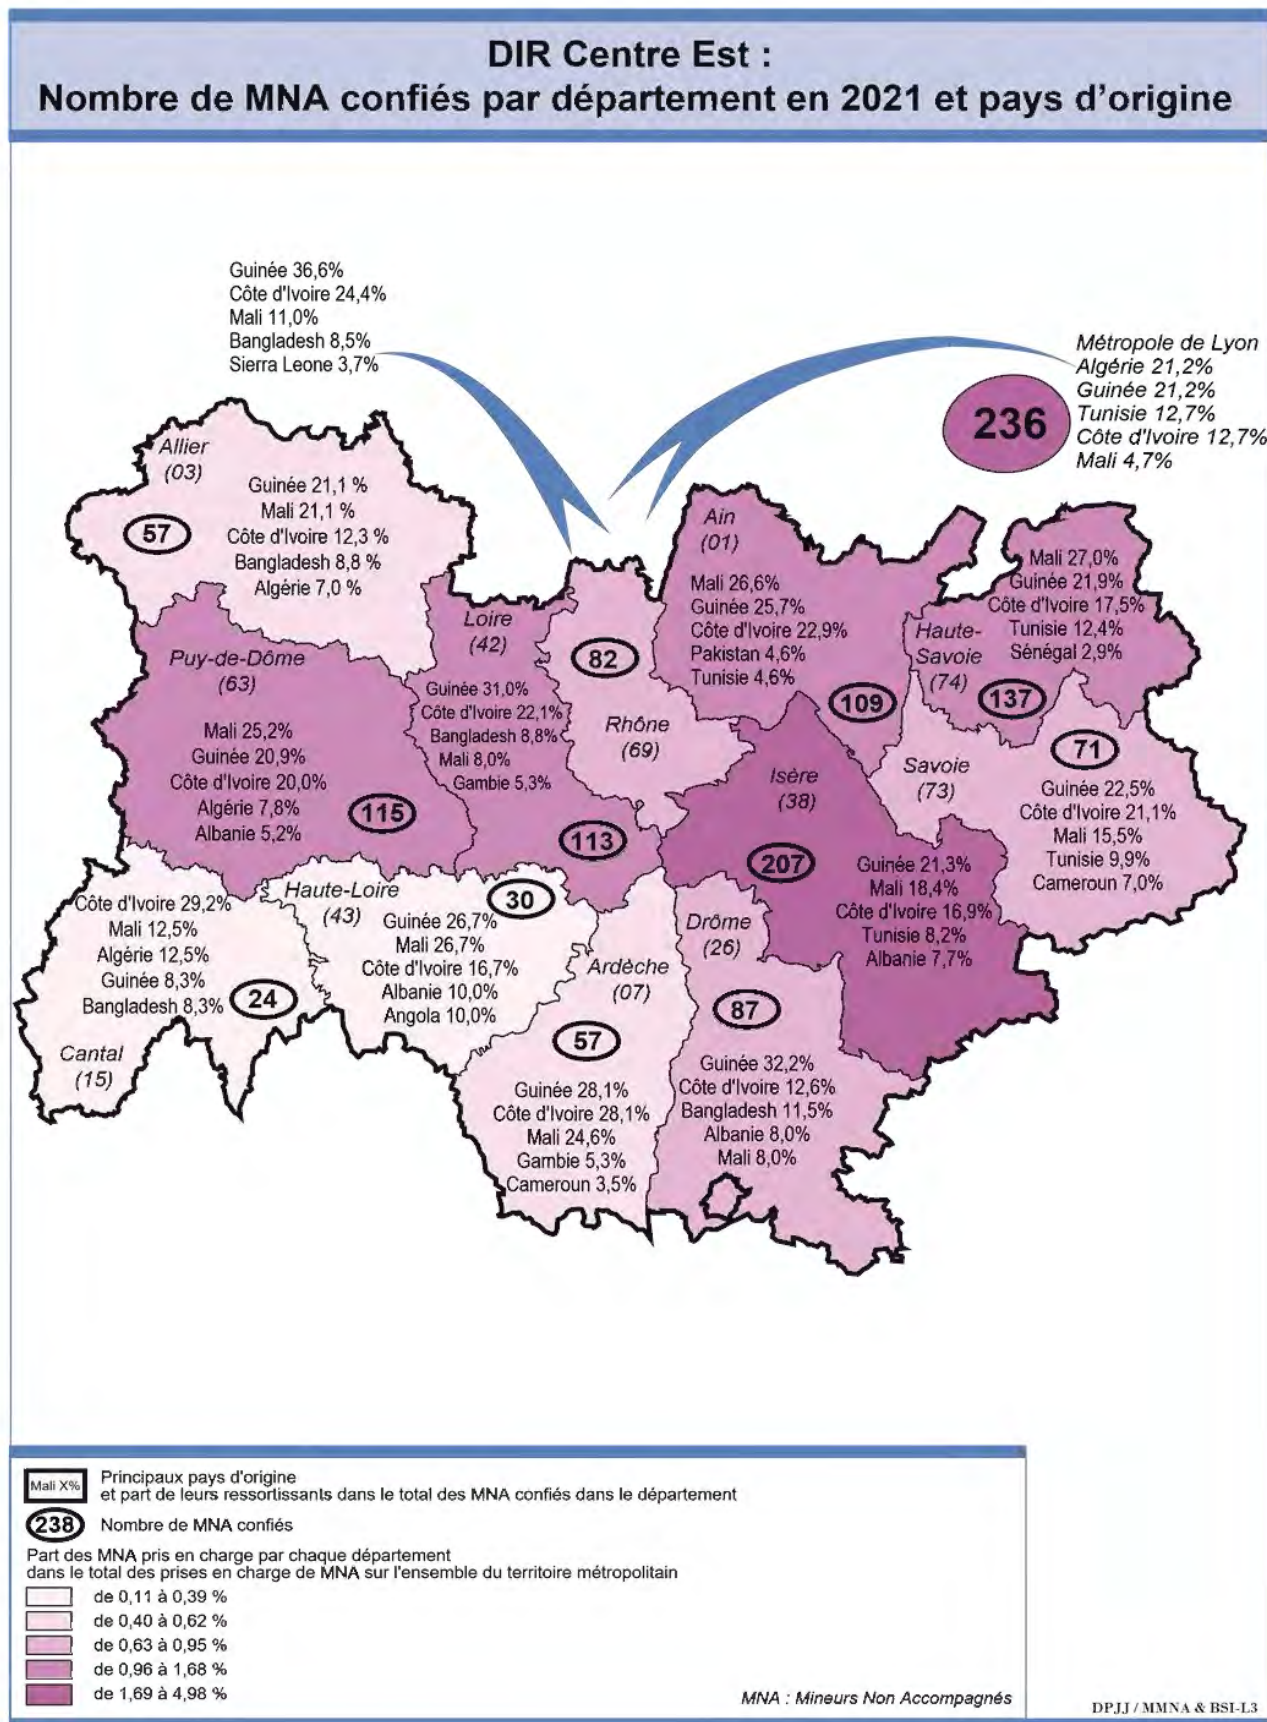 DIR Centre Est :
Nombre de MNA confiés par département en 2021 et pays d'origine
Guinée 36,6%
Côte d'Ivoire 24,4%
Mali 11,0%
Bangladesh 8,5%
Sierra Leone 3,7%
Métropole de Lyon
Algérie 21,2%
Guinée 21,2%
Tunisie 12,7%
Côte d'Ivoire 12,7%
Mali 4,7%
236
Allier
(03)
57
Guinée 21,1 %
Mali 21,1 %
Côte d'Ivoire 12,3 %
Bangladesh 8,8 %
Algérie 7,0 %
Ain
(01)
Mali 26,6%
Guinée 25,7%
Côte d'Ivoire 22,9%
Pakistan 4,6%
Tunisie 4,6%
109
Mali 27,0%
Guinée 21,9%
Côte d'Ivoire 17,5%
Tunisie 12,4%
Sénégal 2,9%
Haute-
Savoie
(74)
137
Loire
(42)
Guinée 31,0%
Côte d'Ivoire 22,1%
Bangladesh 8,8%
Mali 8,0%
Gambie 5,3%
113
82
Rhône
(69)
Puy-de-Dôme
(63)
Mali 25,2%
Guinée 20,9%
Côte d'Ivoire 20,0%
Algérie 7,8%
Albanie 5,2%
115
Savoie
(73)
71
Guinée 22,5%
Côte d'Ivoire 21,1%
Mali 15,5%
Tunisie 9,9%
Cameroun 7,0%
Isère
(38)
207
Guinée 21,3%
Mali 18,4%
Côte d'Ivoire 16,9%
Tunisie 8,2%
Albanie 7,7%
Côte d'Ivoire 29,2%
Mali 12,5%
Algérie 12,5%
Guinée 8,3%
Bangladesh 8,3%
24
Cantal
(15)
Haute-Loire
(43)
30
Guinée 26,7%
Mali 26,7%
Côte d'Ivoire 16,7%
Albanie 10,0%
Angola 10,0%
Ardèche
(07)
57
Guinée 28,1%
Côte d'Ivoire 28,1%
Mali 24,6%
Gambie 5,3%
Cameroun 3,5%
Drôme
(26)
87
Guinée 32,2%
Côte d'Ivoire 12,6%
Bangladesh 11,5%
Albanie 8,0%
Mali 8,0%
Mali X%
Principaux pays d'origine
et part de leurs ressortissants dans le total des MNA confiés dans le département
238
Nombre de MNA confiés
Part des MNA pris en charge par chaque département
dans le total des prises en charge de MNA sur l'ensemble du territoire métropolitain
de 0,11 à 0,39 %
de 0,40 à 0,62 %
de 0,63 à 0,95 %
de 0,96 à 1,68 %
de 1,69 à 4,98 %
MNA : Mineurs Non Accompagnés
DPJJ / MMNA & BSI-L3